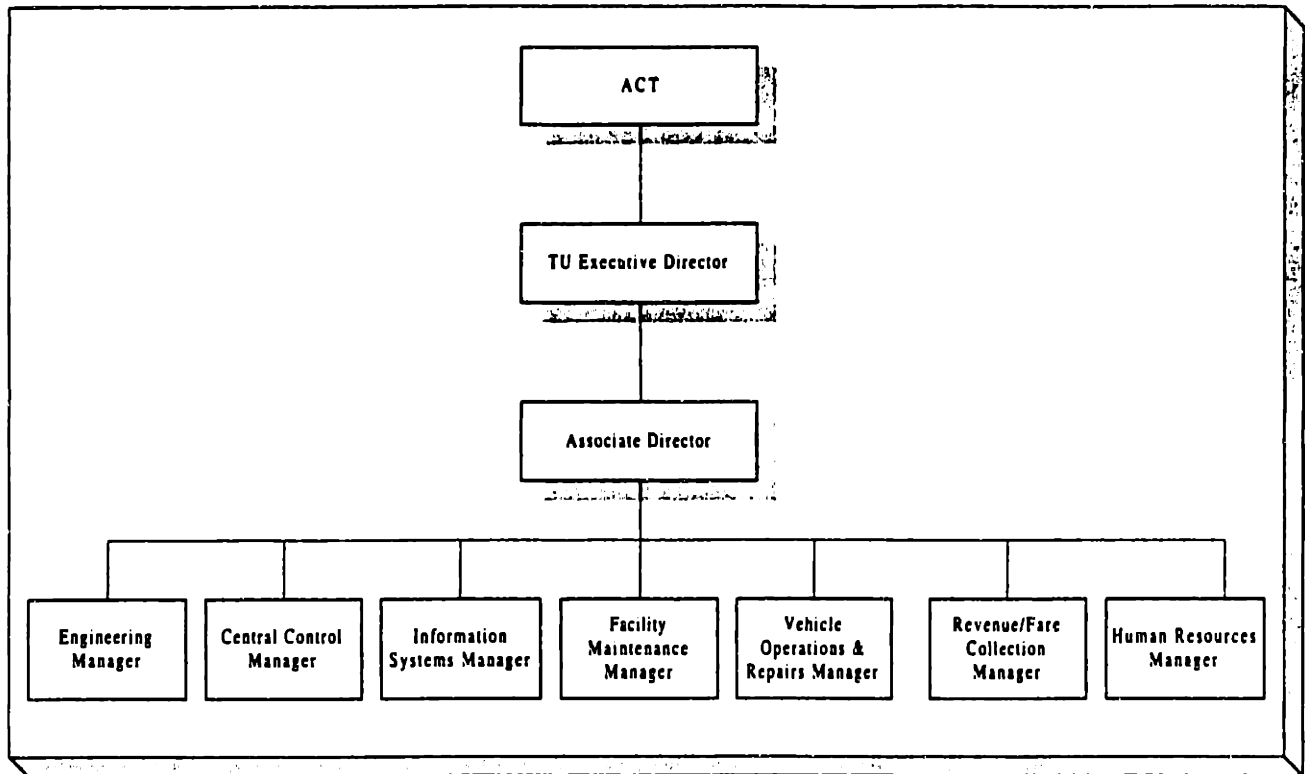 ACT
TU Executive Director
Associate Director
Engineering
Manager
Central Control
Manager
Information
Systems Manager
Facility
Maintenance
Manager
Vehicle
Operations &
Repairs Manager
Revenue/Fare
Collection
Manager
Human Resources
Manager